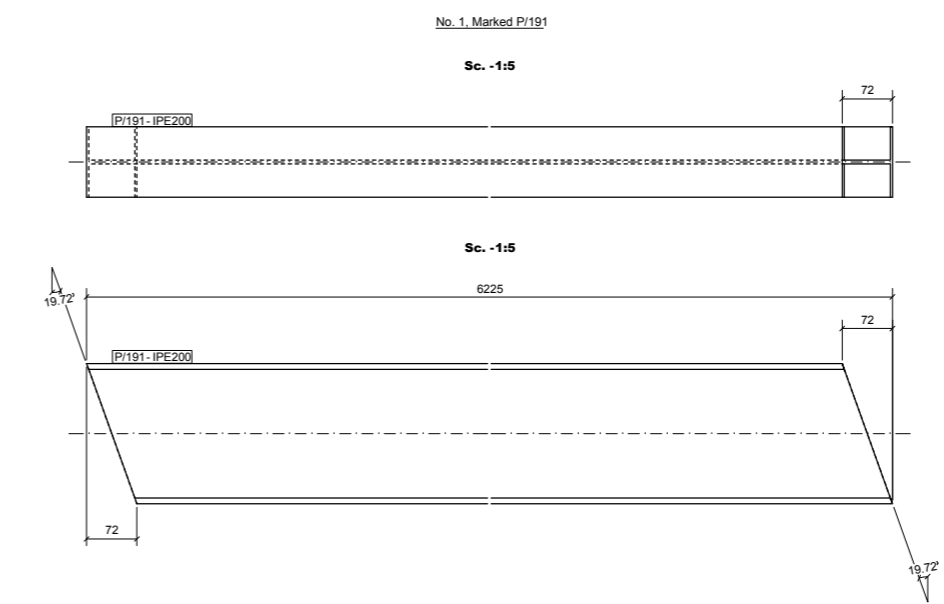 No. 1, Marked P/191
Sc. -1:5
72
P/191- IPE200
Sc. -1:5
6225
19.72°
72
P/191- IPE200
72
19.72°